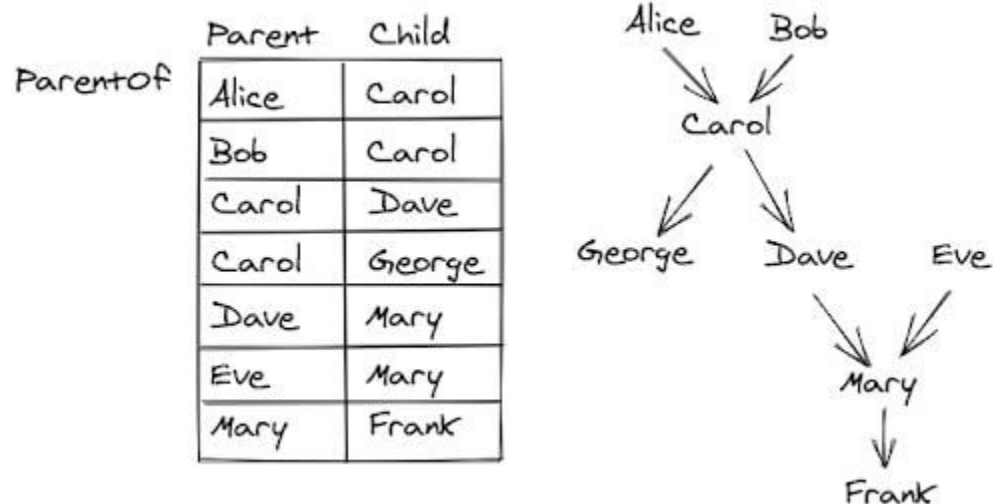 Parent Child
ParentOf
Alice Carol
Bob Carol
Carol Dave
Carol George
Dave Mary
Eve Mary
Mary Frank
Alice Bob
Carol
George Dave Eve
Mary
Frank